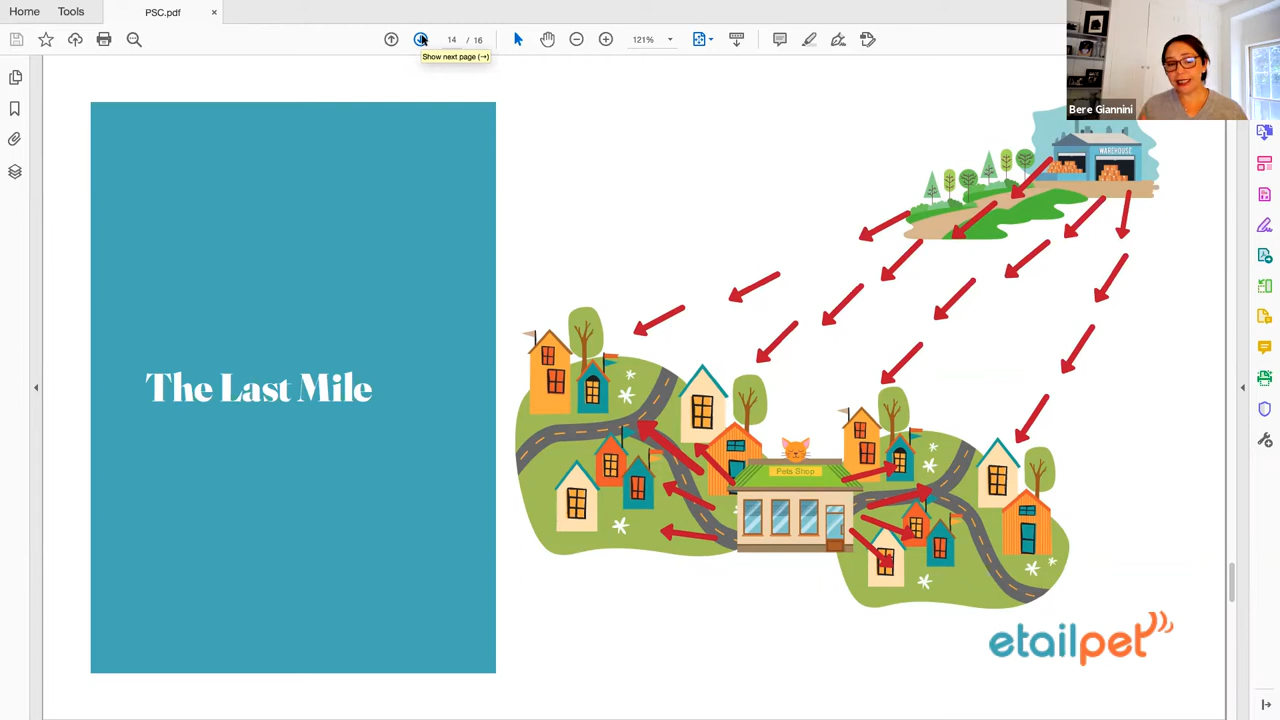 Home
Tools
PSC.pdf
×
14 / 16
121%
Show next page (→)
Bere Giannini
WAREHOUSE
The Last Mile
Pets Shop
etailpet